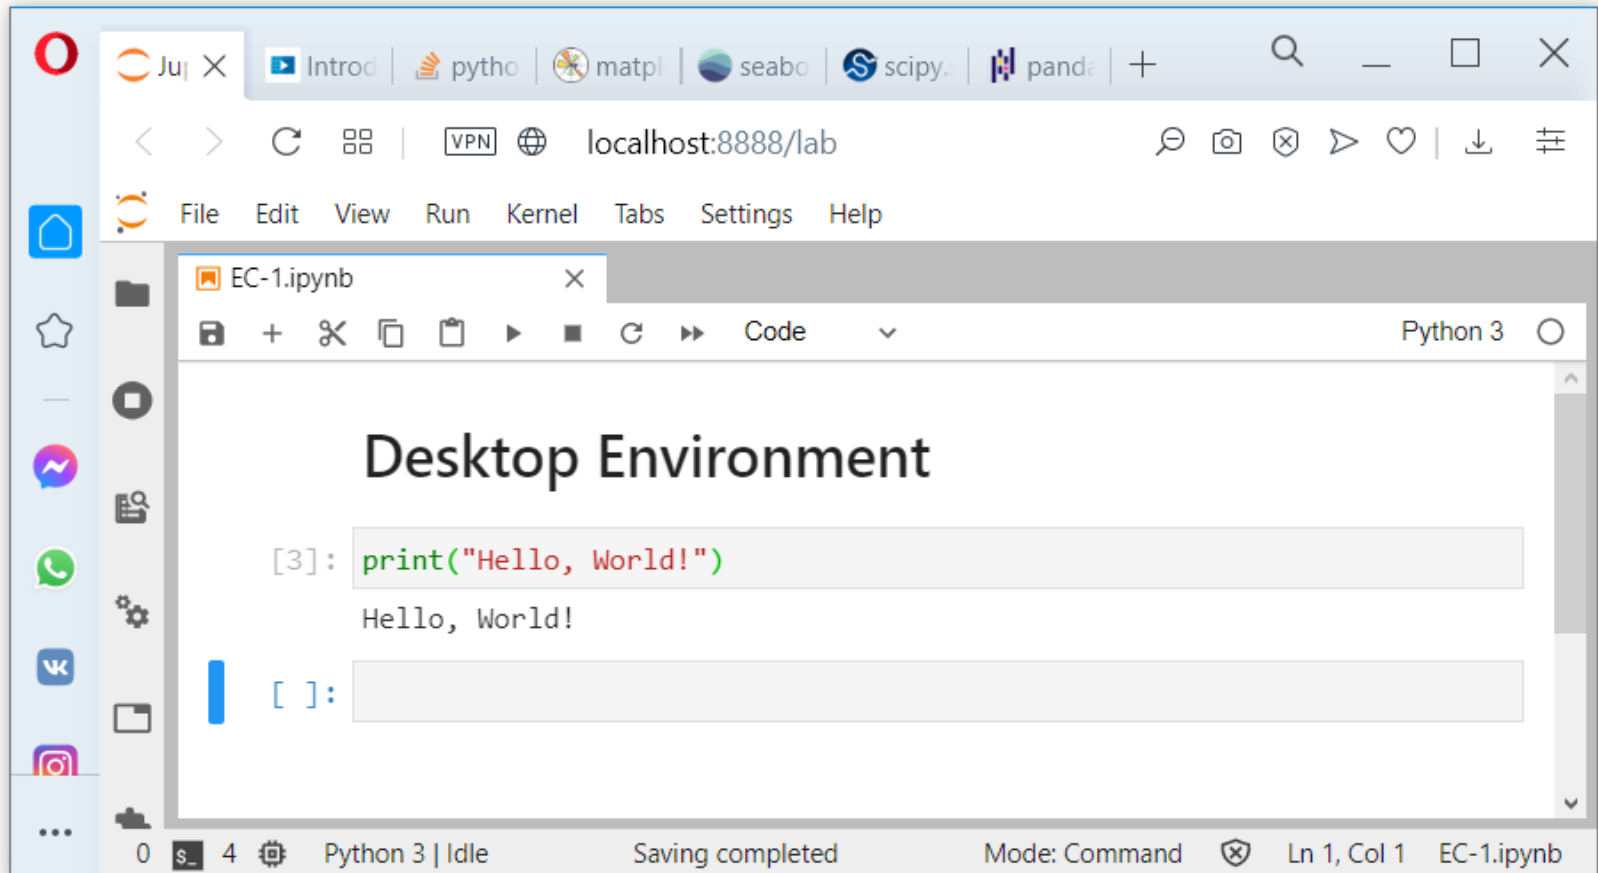 Jup Introd pytho matpl seabo scipy. panda
VPN localhost:8888/lab
File Edit View Run Kernel Tabs Settings Help
EC-1.ipynb
Code Python 3
Desktop Environment
[3]: print("Hello, World!")
Hello, World!
[ ]:
0 $_ 4 Python 3 | Idle Saving completed Mode: Command Ln 1, Col 1 EC-1.ipynb